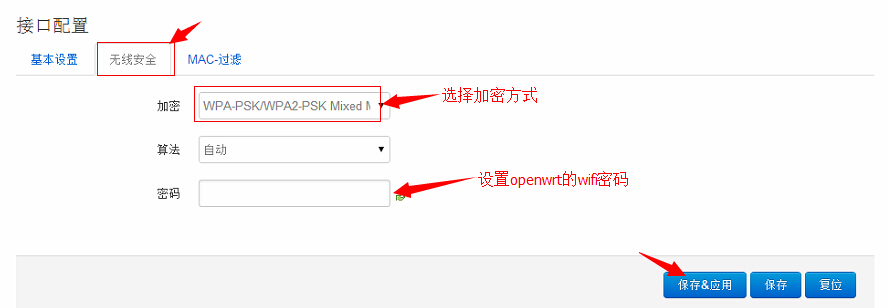 接口配置
基本设置 无线安全 MAC-过滤
加密 WPA-PSK/WPA2-PSK Mixed M 选择加密方式
算法 自动
密码 设置openwrt的wifi密码
保存&应用 保存 复位